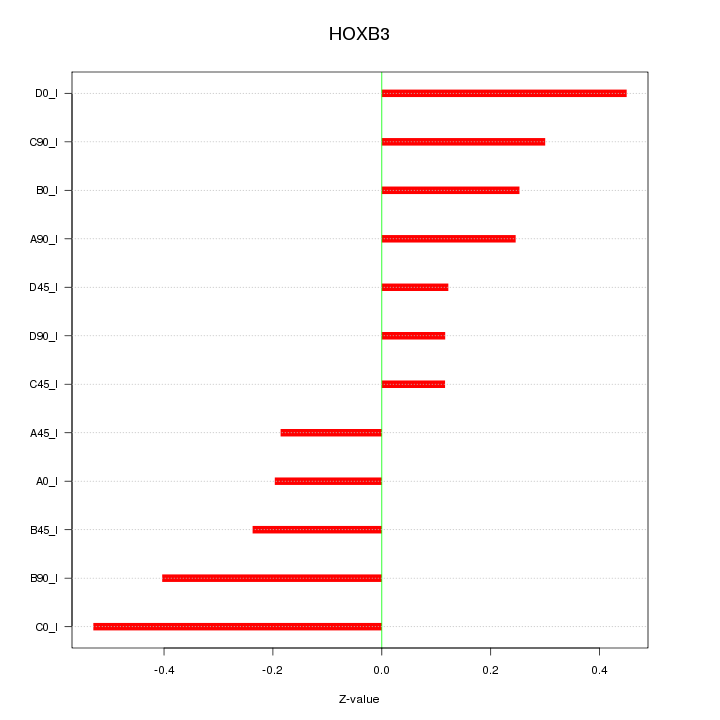 HOXB3
D0_I
C90_I
B0_I
A90_I
D45_I
D90_I
C45_I
A45_I
A0_I
B45_I
B90_I
C0_I
-0.4 -0.2 0.0 0.2 0.4
Z-value